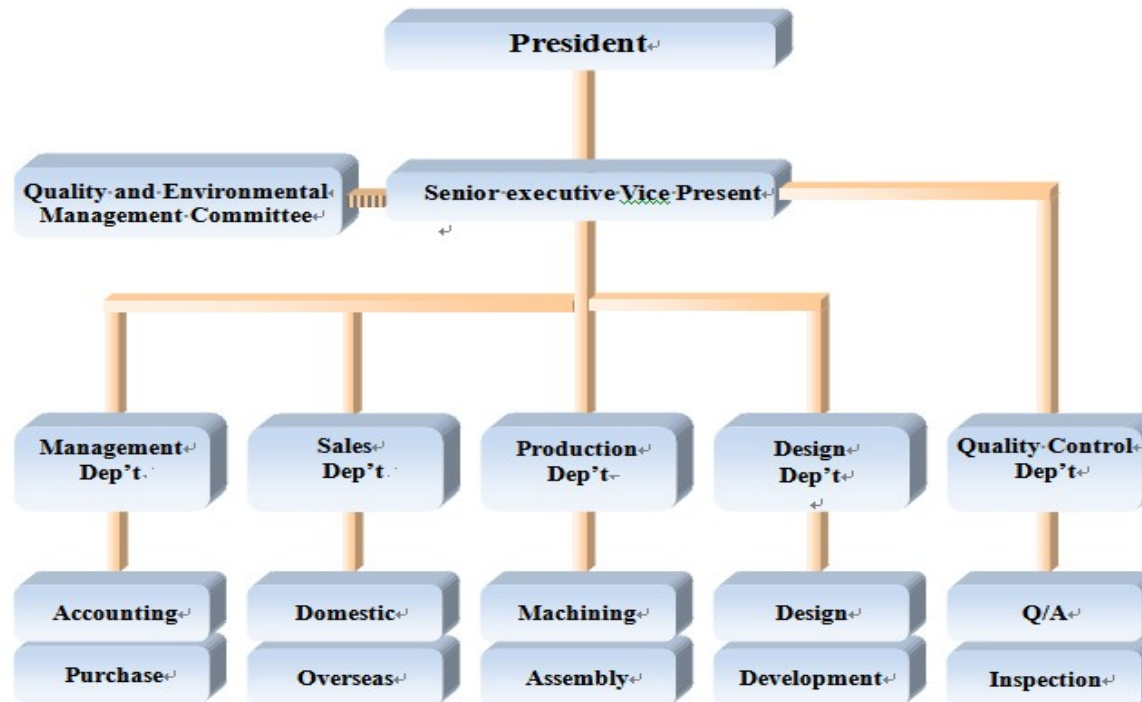 President
Quality and Environmental
Management Committee
Senior executive Vice Present
Management
Dep’t
Sales
Dep’t
Production
Dep’t
Design
Dep’t
Quality Control
Dep’t
Accounting
Domestic
Machining
Design
Q/A
Purchase
Overseas
Assembly
Development
Inspection